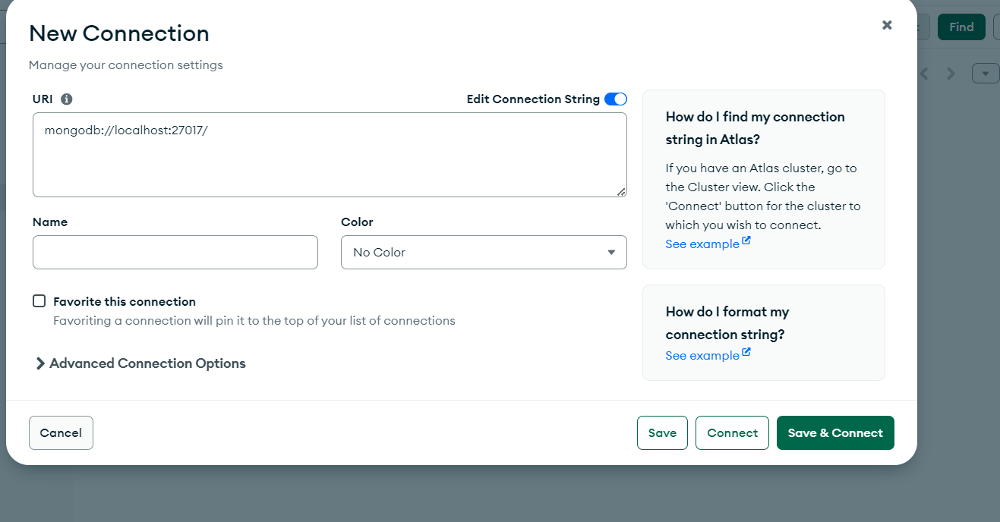 New Connection
Manage your connection settings
Find
URI
Edit Connection String
mongodb://localhost:27017/
Name
Color
No Color
Favorite this connection
Favoriting a connection will pin it to the top of your list of connections
Advanced Connection Options
How do I find my connection
string in Atlas?
If you have an Atlas cluster, go to
the Cluster view. Click the
'Connect' button for the cluster to
which you wish to connect.
See example
How do I format my
connection string?
See example
Cancel
Save
Connect
Save & Connect